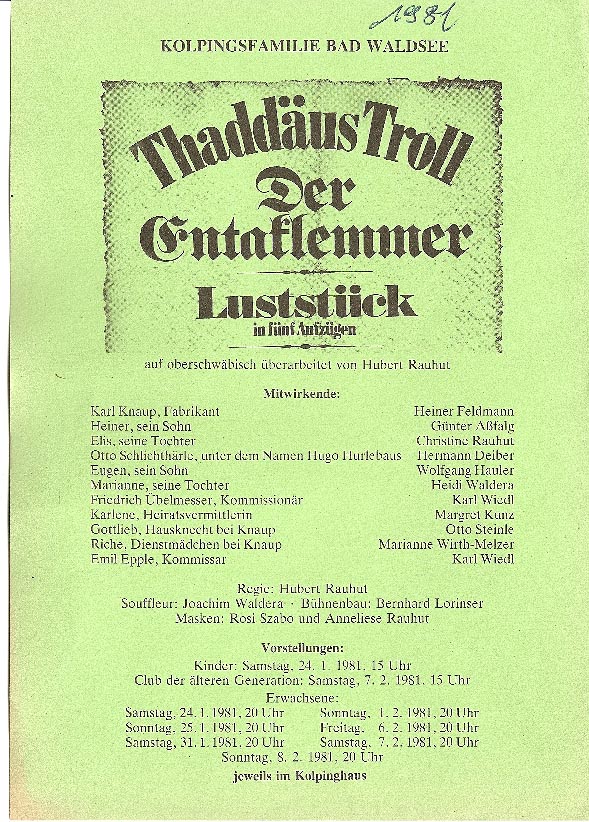 1981
KOLPINGSFAMILIE BAD WALDSEE
Thaddäus Troll
Der
Entaklemmer
Luststück
in fünf Aufzügen
auf oberschwäbisch überarbeitet von Hubert Rauhut
Mitwirkende:
Karl Knaup, Fabrikant Heiner Feldmann
Heiner, sein Sohn Günter Aßfalg
Elis, seine Tochter Christine Rauhut
Otto Schlichthärle, unter dem Namen Hugo Hurlebaus Hermann Deiber
Eugen, sein Sohn Wolfgang Hauler
Marianne, seine Tochter Heidi Waldera
Friedrich Übelmesser, Kommissionär Karl Wiedl
Karlene, Heiratsvermittlerin Margret Kunz
Gottlieb, Hausknecht bei Knaup Otto Steinle
Riche, Dienstmädchen bei Knaup Marianne Wirth-Melzer
Emil Epple, Kommissar Karl Wiedl
Regie: Hubert Rauhut
Souffleur: Joachim Waldera · Bühnenbau: Bernhard Lorinser
Masken: Rosi Szabo und Anneliese Rauhut
Vorstellungen:
Kinder: Samstag, 24. 1. 1981, 15 Uhr
Club der älteren Generation: Samstag, 7. 2. 1981, 15 Uhr
Erwachsene:
Samstag, 24. 1. 1981, 20 Uhr Sonntag, 1. 2. 1981, 20 Uhr
Sonntag, 25. 1. 1981, 20 Uhr Freitag, 6. 2. 1981, 20 Uhr
Samstag, 31. 1. 1981, 20 Uhr Samstag, 7. 2. 1981, 20 Uhr
Sonntag, 8. 2. 1981, 20 Uhr
jeweils im Kolpinghaus